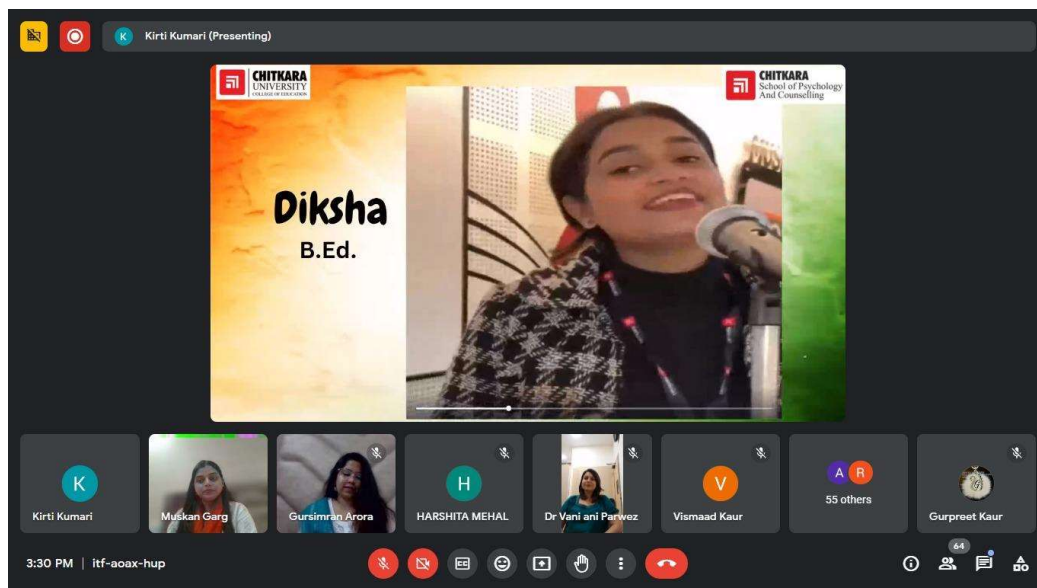 K Kirti Kumari (Presenting)
CHITKARA
UNIVERSITY
COLLEGE OF EDUCATION
CHITKARA
School of Psychology
And Counselling
Diksha
B.Ed.
K
Kirti Kumari
Muskan Garg
Gursimran Arora
H
HARSHITA MEHAL
Dr Vani ani Parwez
V
Vismaad Kaur
A R
55 others
Gurpreet Kaur
3:30 PM | itf-aoax-hup
CC
64